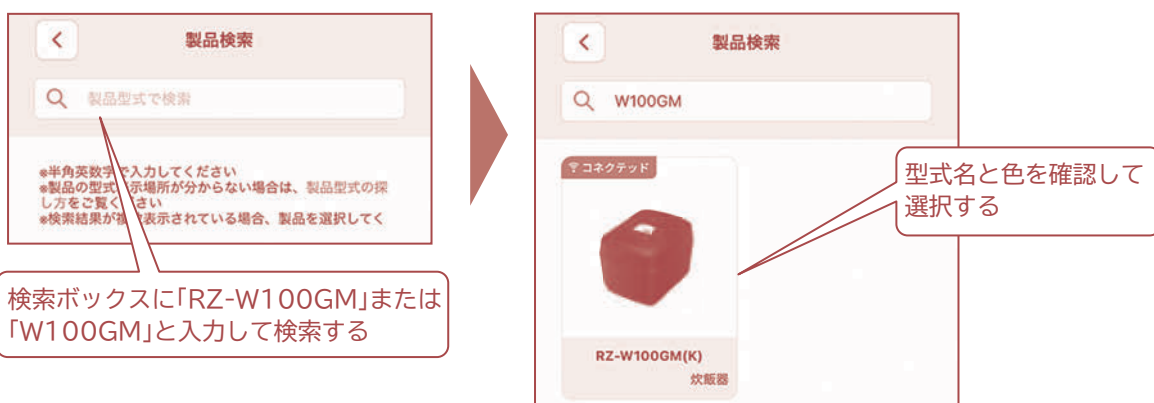 製品検索
製品型式で検索
※半角英数字で入力してください
※製品の型式表示場所が分からない場合は、製品型式の探
し方をご覧ください
※検索結果が複数表示されている場合、製品を選択してく
検索ボックスに「RZ-W100GM」または
「W100GM」と入力して検索する
製品検索
W100GM
コネクテッド
RZ-W100GM(K)
炊飯器
型式名と色を確認して
選択する